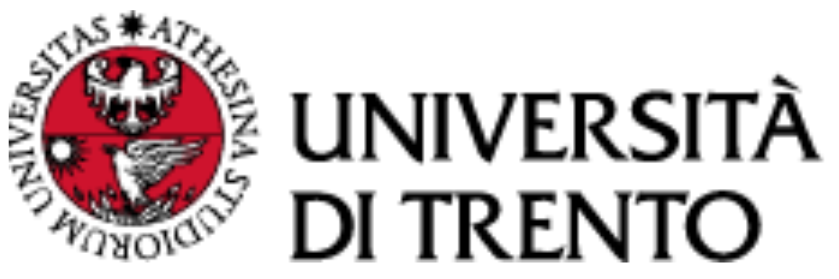 ATHESINA STUDIORUM UNIVERSITAS
UNIVERSITÀ
DI TRENTO